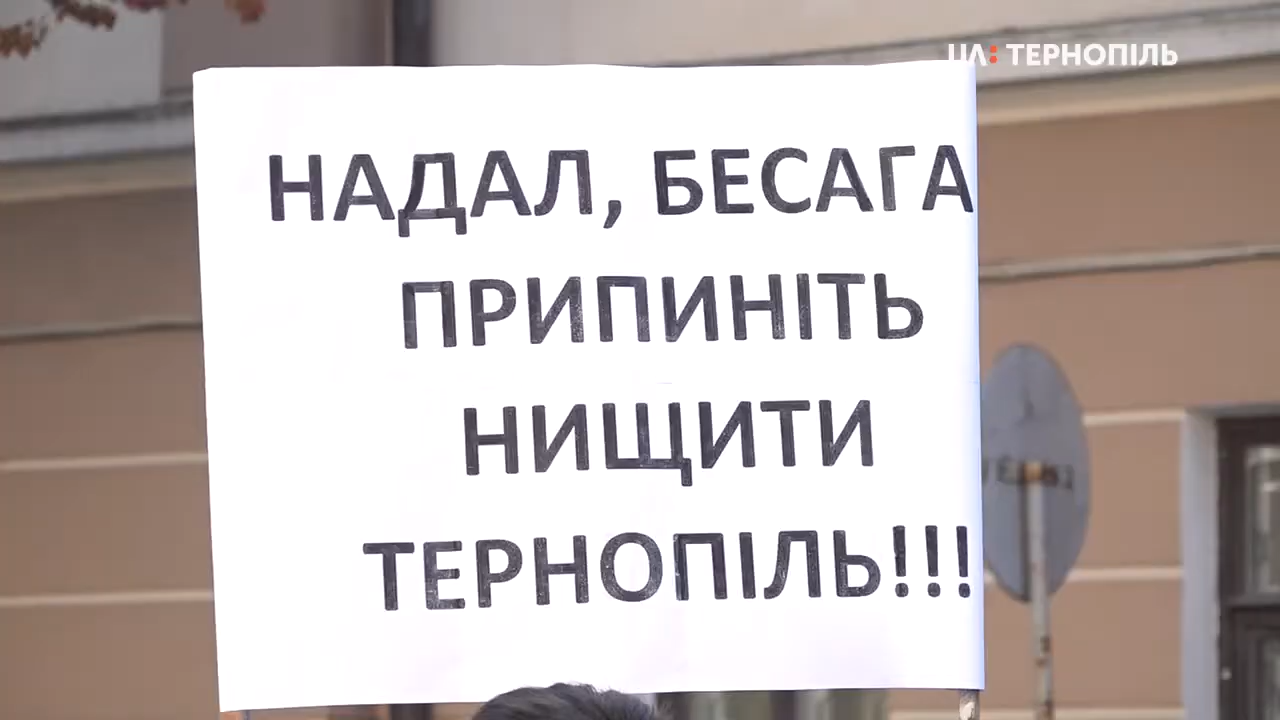 UA: ТЕРНОПІЛЬ
НАДАЛ, БЕСАГА
ПРИПИНІТЬ
НИЩИТИ
ТЕРНОПІЛЬ!!!